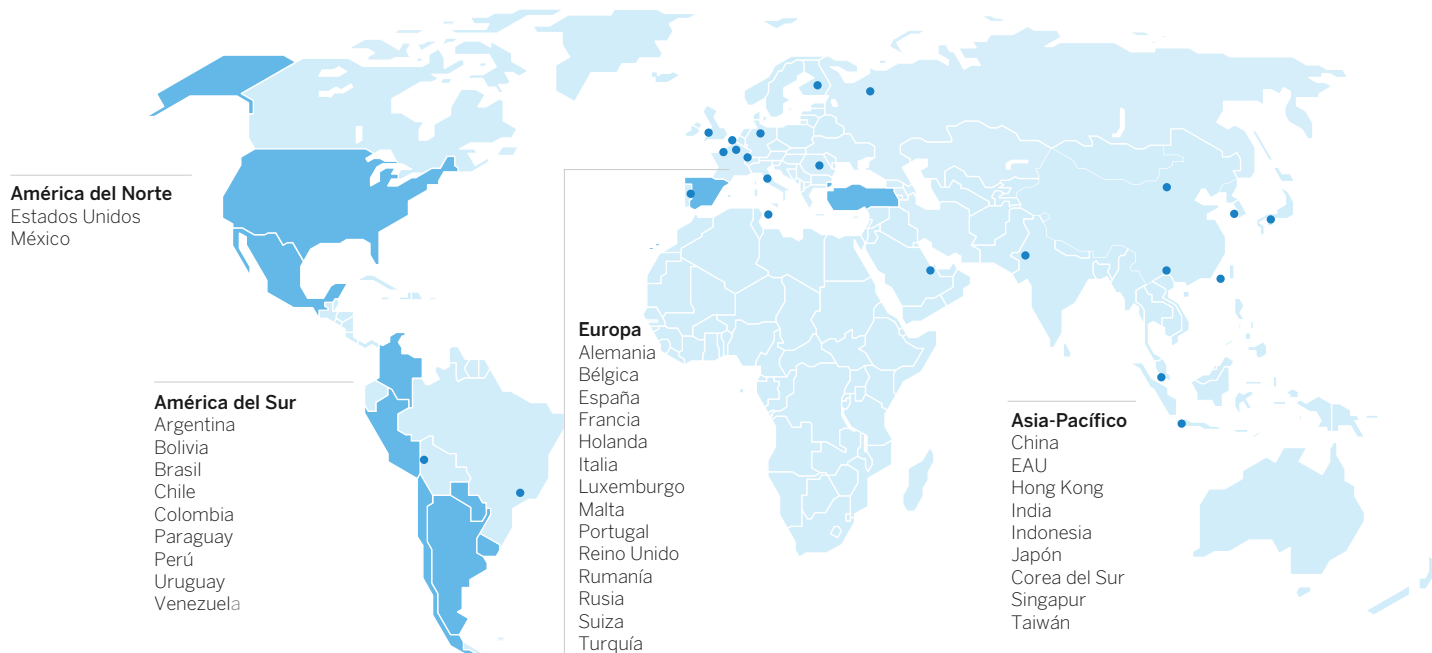 América del Norte
Estados Unidos
México
América del Sur
Argentina
Bolivia
Brasil
Chile
Colombia
Paraguay
Perú
Uruguay
Venezuela
Europa
Alemania
Bélgica
España
Francia
Holanda
Italia
Luxemburgo
Malta
Portugal
Reino Unido
Rumanía
Rusia
Suiza
Turquía
Asia-Pacífico
China
EAU
Hong Kong
India
Indonesia
Japón
Corea del Sur
Singapur
Taiwán